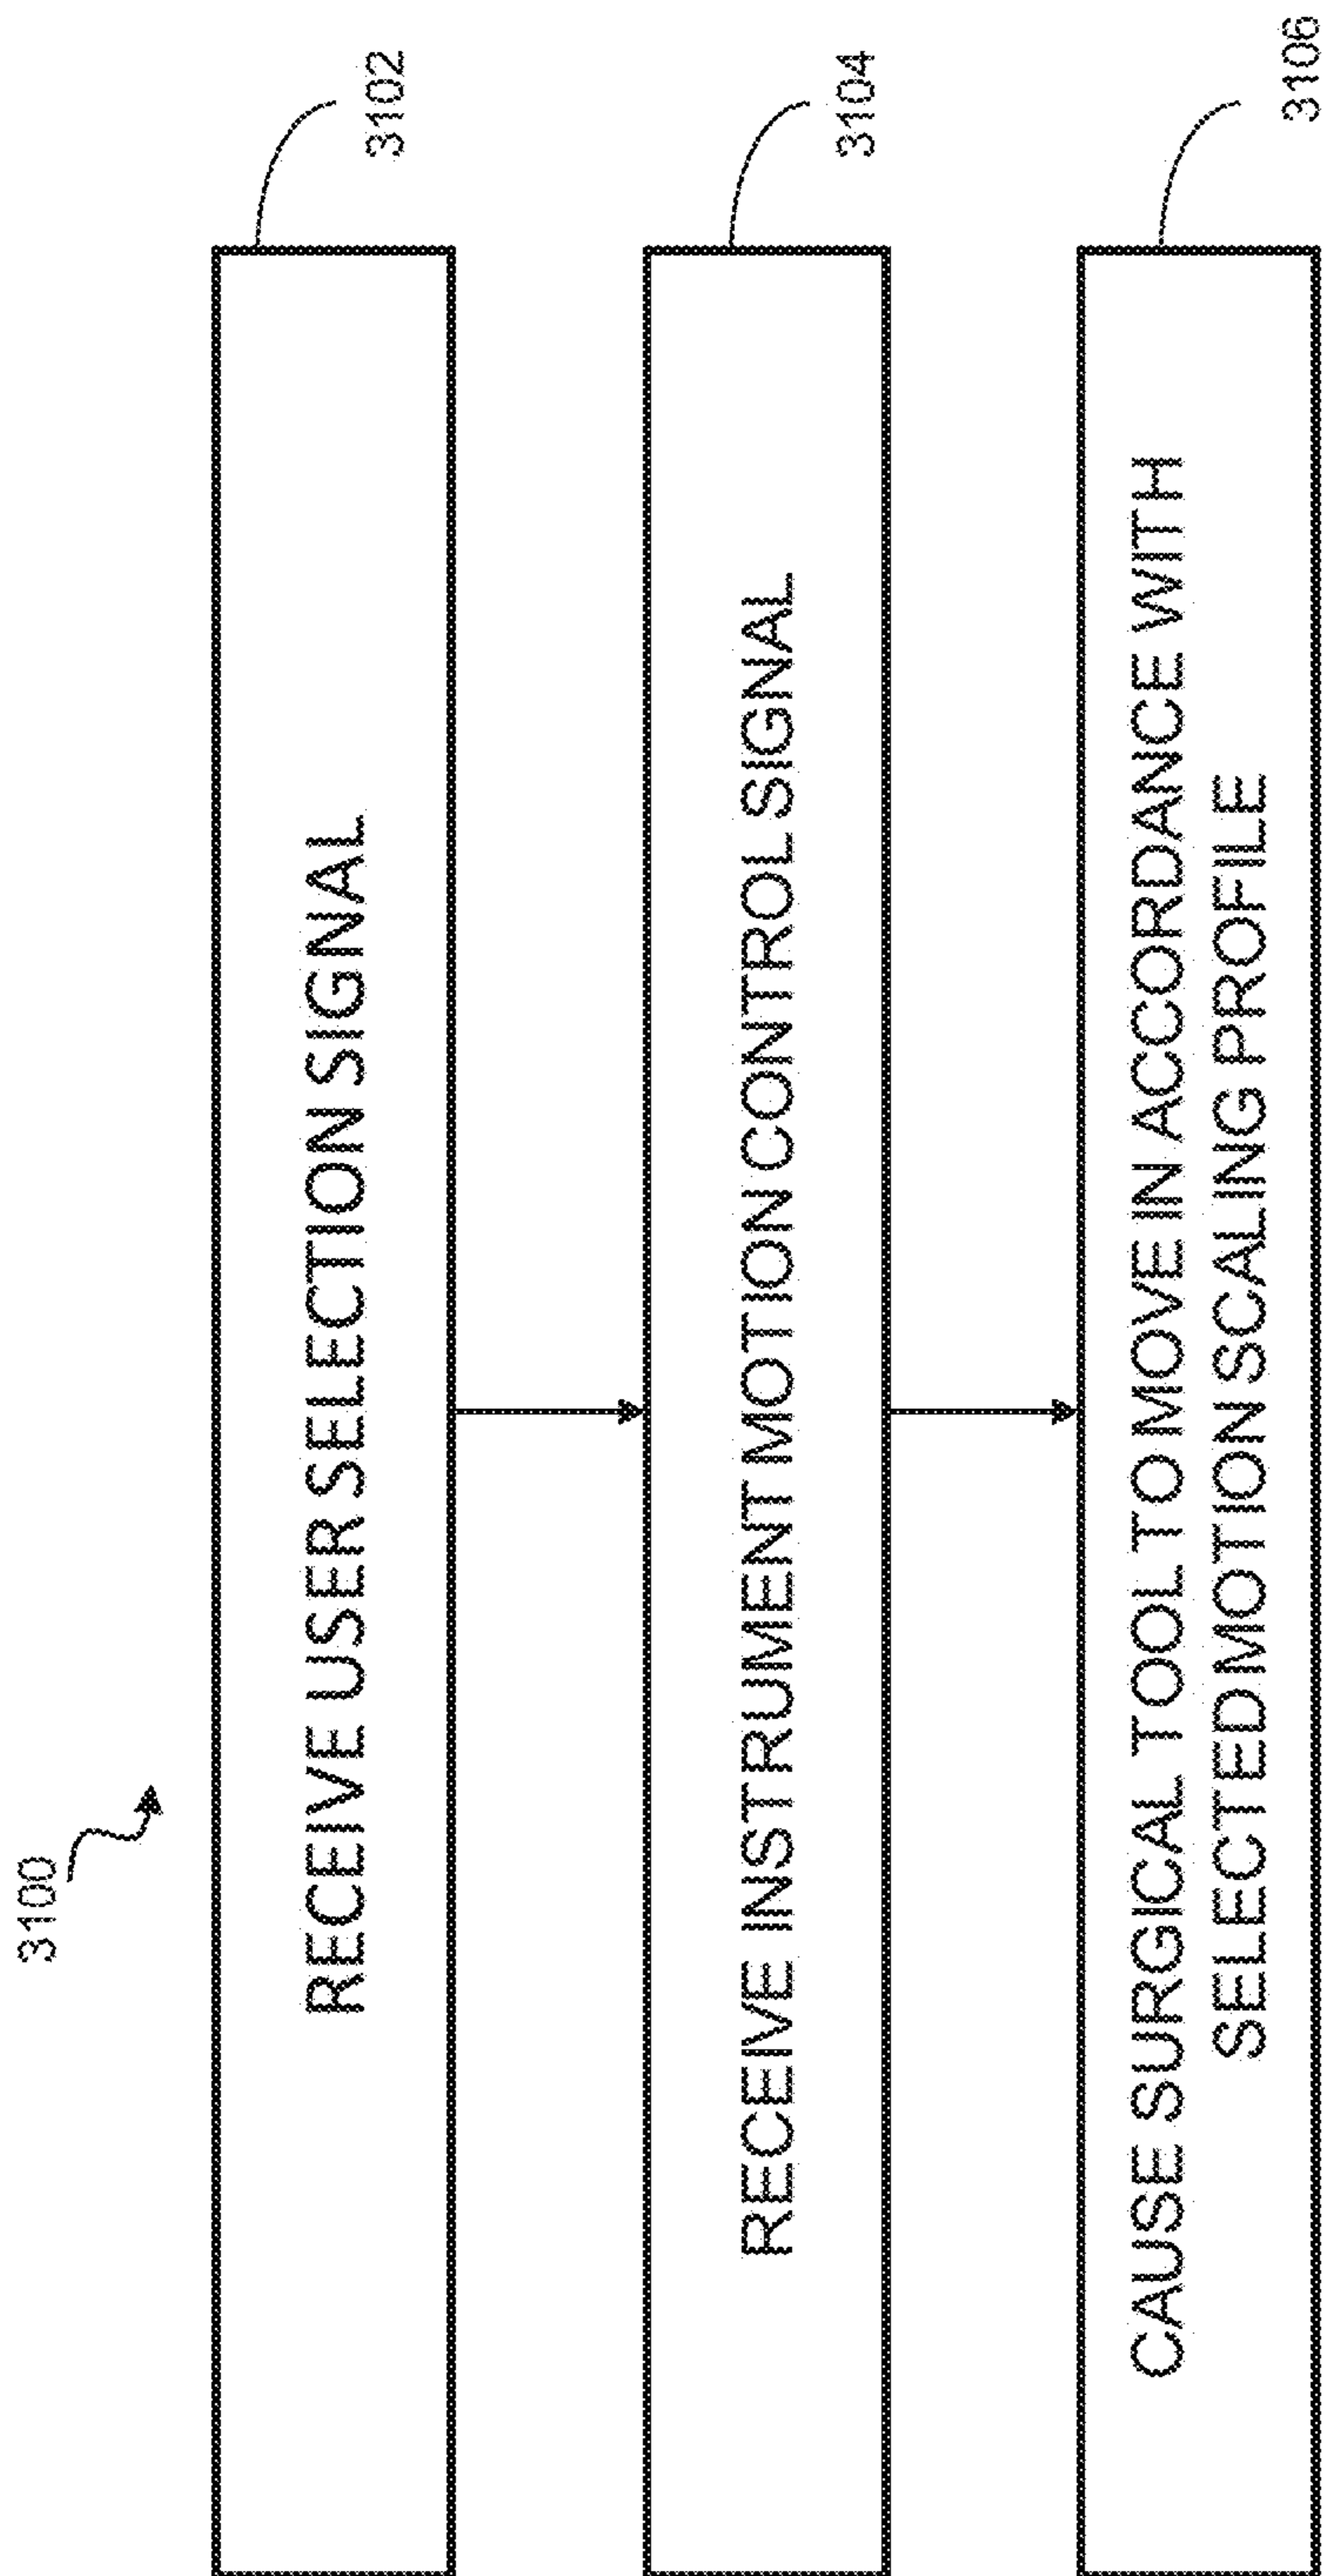 3100
RECEIVE USER SELECTION SIGNAL
3102
RECEIVE INSTRUMENT MOTION CONTROL SIGNAL
3104
CAUSE SURGICAL TOOL TO MOVE IN ACCORDANCE WITH
SELECTED MOTION SCALING PROFILE
3106